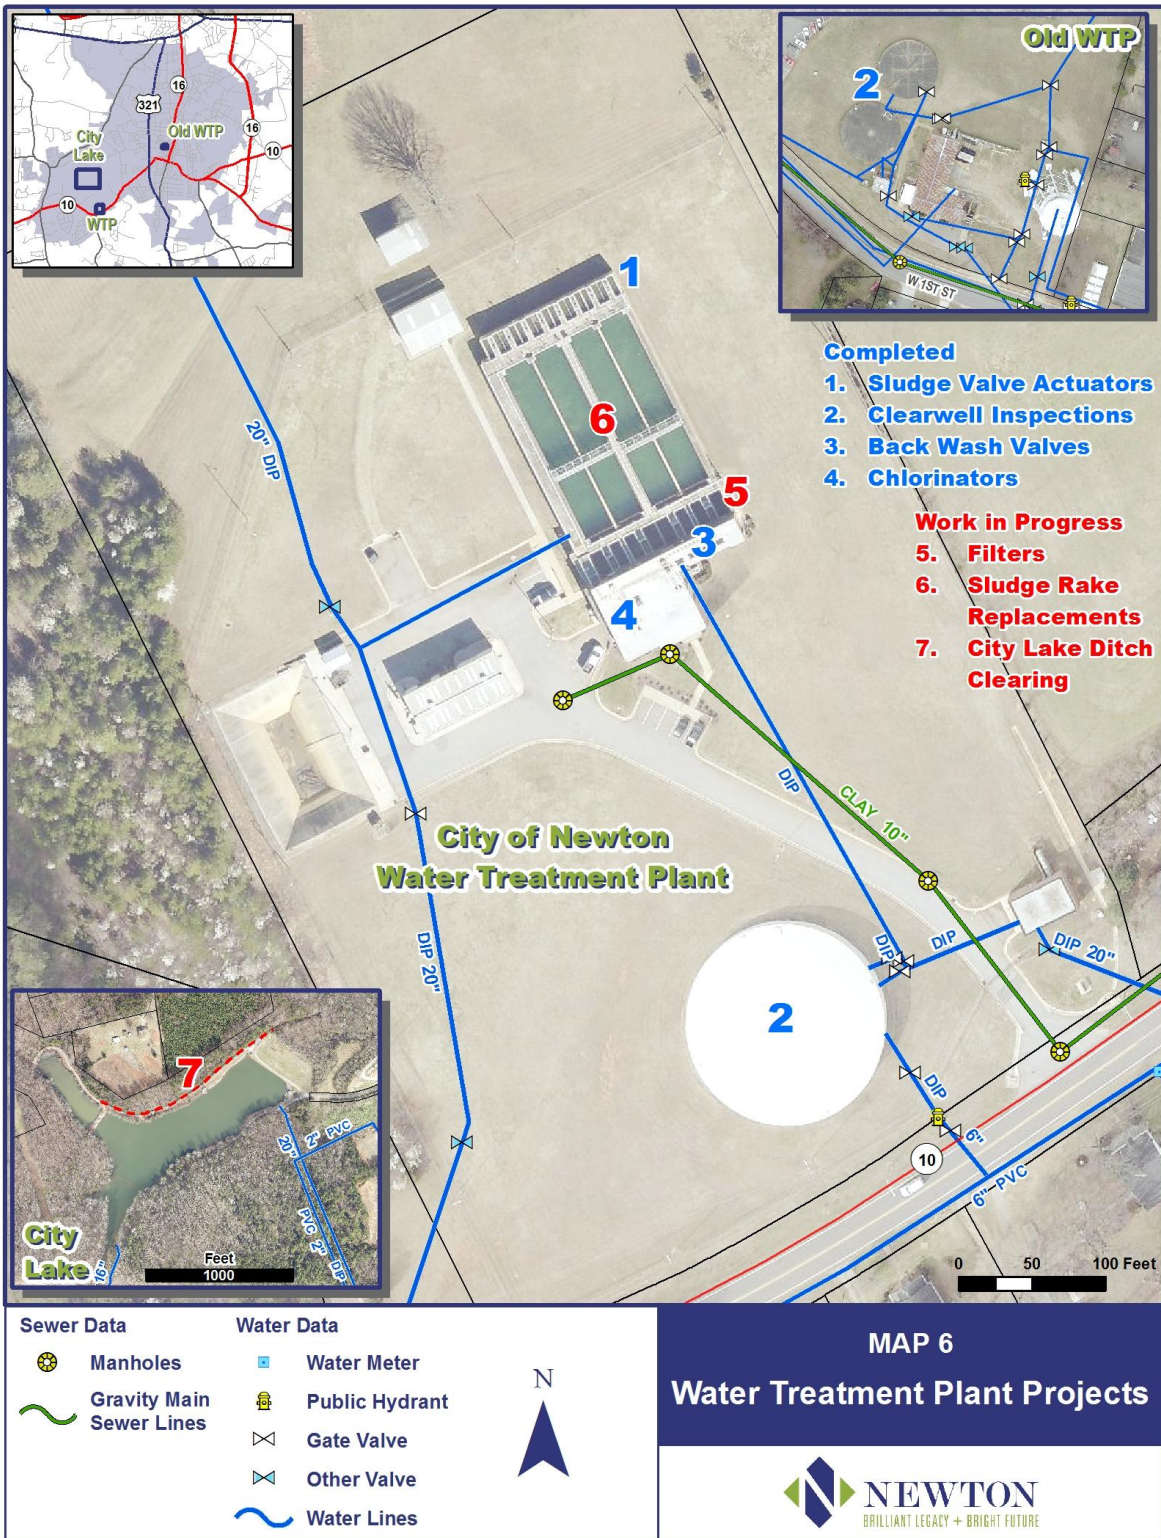 321
16
16
10
10
City
Lake
Old WTP
WTP
Old WTP
2
W 1ST ST
1
6
5
3
4
Completed
1. Sludge Valve Actuators
2. Clearwell Inspections
3. Back Wash Valves
4. Chlorinators
Work in Progress
5. Filters
6. Sludge Rake
Replacements
7. City Lake Ditch
Clearing
20" DIP
DIP
CLAY 10"
City of Newton
Water Treatment Plant
DIP 20"
DIP
DIP
DIP 20"
2
DIP
6"
10
6" PVC
7
2" PVC
20"
PVC 2"
DIP
16"
City
Lake
Feet
1000
0 50 100 Feet
Sewer Data
Manholes
Gravity Main
Sewer Lines
Water Data
Water Meter
Public Hydrant
Gate Valve
Other Valve
Water Lines
N
MAP 6
Water Treatment Plant Projects
NEWTON
BRILLIANT LEGACY + BRIGHT FUTURE